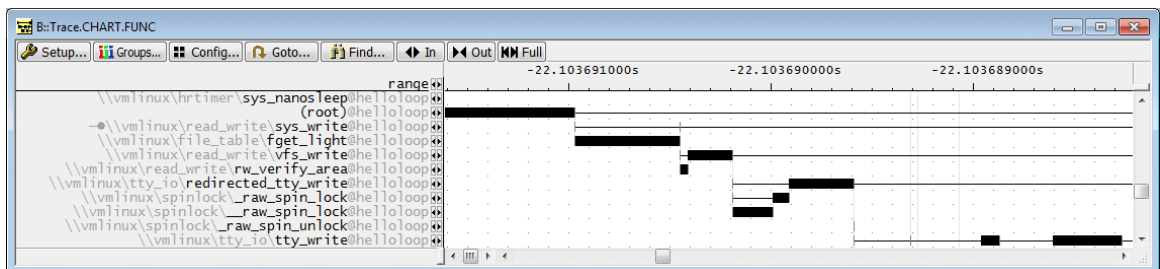 B::Trace.CHART.FUNC
Setup... Groups... Config... Goto... Find... In Out Full
-22.103691000s -22.103690000s -22.103689000s
range
\\vmlinux\hrtimer\sys_nanosleep@helloloop
(root)@helloloop
\\vmlinux\read_write\sys_write@helloloop
\\vmlinux\file_table\fget_light@helloloop
\\vmlinux\read_write\vfs_write@helloloop
\\vmlinux\read_write\rw_verify_area@helloloop
\\vmlinux\tty_io\redirected_tty_write@helloloop
\\vmlinux\spinlock\_raw_spin_lock@helloloop
\\vmlinux\spinlock\__raw_spin_lock@helloloop
\\vmlinux\spinlock\_raw_spin_unlock@helloloop
\\vmlinux\tty_io\tty_write@helloloop